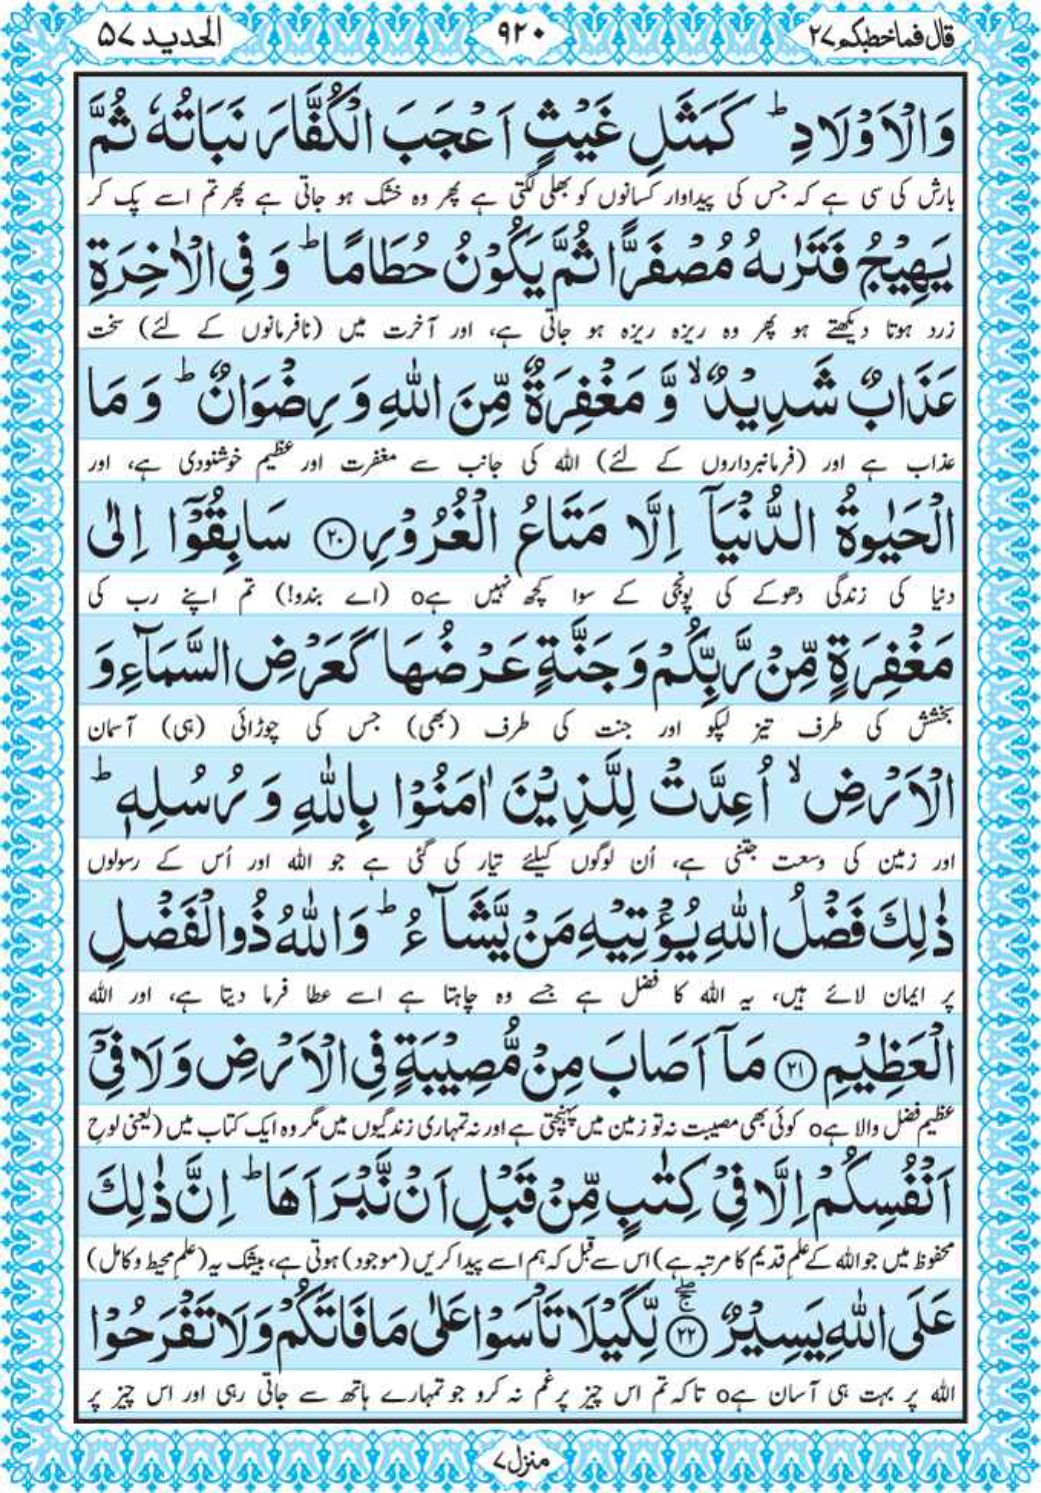 قال فما خطبكم ٢٧
٩٢٠
الحدید ٥٧
وَالْاَوْلَادِ ؕ كَمَثَلِ غَيْثٍ اَعْجَبَ الْكُفَّارَ نَبَاتُهٗ ثُمَّ
بارش کی سی ہے کہ جس کی پیداوار کسانوں کو بھلی لگتی ہے پھر وہ خشک ہو جاتی ہے پھر تم اسے پک کر
يَهِيْجُ فَتَرٰىهُ مُصْفَرًّا ثُمَّ يَكُوْنُ حُطَامًا ؕ وَ فِي الْاٰخِرَةِ
زرد ہوتا دیکھتے ہو پھر وہ ریزہ ریزہ ہو جاتی ہے، اور آخرت میں (نافرمانوں کے لئے) سخت
عَذَابٌ شَدِيْدٌ ۙ وَّ مَغْفِرَةٌ مِّنَ اللّٰهِ وَ رِضْوَانٌ ؕ وَ مَا
عذاب ہے اور (فرمانبرداروں کے لئے) اللہ کی جانب سے مغفرت اور عظیم خوشنودی ہے، اور
الْحَيٰوةُ الدُّنْيَاۤ اِلَّا مَتَاعُ الْغُرُوْرِ ﴿٢٠﴾ سَابِقُوْۤا اِلٰى
دنیا کی زندگی دھوکے کی پونجی کے سوا کچھ نہیں ہےo (اے بندو!) تم اپنے رب کی
مَغْفِرَةٍ مِّنْ رَّبِّكُمْ وَ جَنَّةٍ عَرْضُهَا كَعَرْضِ السَّمَآءِ وَ
بخشش کی طرف تیز لپکو اور جنت کی طرف (بھی) جس کی چوڑائی (ہی) آسمان
الْاَرْضِ ۙ اُعِدَّتْ لِلَّذِيْنَ اٰمَنُوْا بِاللّٰهِ وَ رُسُلِهٖ ؕ
اور زمین کی وسعت جتنی ہے، اُن لوگوں کیلئے تیار کی گئی ہے جو اللہ اور اُس کے رسولوں
ذٰلِكَ فَضْلُ اللّٰهِ يُؤْتِيْهِ مَنْ يَّشَآءُ ؕ وَاللّٰهُ ذُو الْفَضْلِ
پر ایمان لائے ہیں، یہ اللہ کا فضل ہے جسے وہ چاہتا ہے اسے عطا فرما دیتا ہے، اور اللہ
الْعَظِيْمِ ﴿٢١﴾ مَاۤ اَصَابَ مِنْ مُّصِيْبَةٍ فِي الْاَرْضِ وَلَا فِيْۤ
عظیم فضل والا ہےo کوئی بھی مصیبت نہ تو زمین میں پہنچتی ہے اور نہ تمہاری زندگیوں میں مگر وہ ایک کتاب میں (یعنی لوحِ
اَنْفُسِكُمْ اِلَّا فِيْ كِتٰبٍ مِّنْ قَبْلِ اَنْ نَّبْرَاَهَا ؕ اِنَّ ذٰلِكَ
محفوظ میں جو اللہ کے علمِ قدیم کا مرتبہ ہے) اس سے قبل کہ ہم اسے پیدا کریں (موجود) ہوتی ہے، بیشک یہ (علمِ محیط و کامل)
عَلَى اللّٰهِ يَسِيْرٌ ﴿٢٢﴾ ۚۖ لِّكَيْلَا تَاْسَوْا عَلٰى مَا فَاتَكُمْ وَلَا تَفْرَحُوْا
اللہ پر بہت ہی آسان ہےo تاکہ تم اس چیز پر غم نہ کرو جو تمہارے ہاتھ سے جاتی رہی اور اس چیز پر
منزل ٧